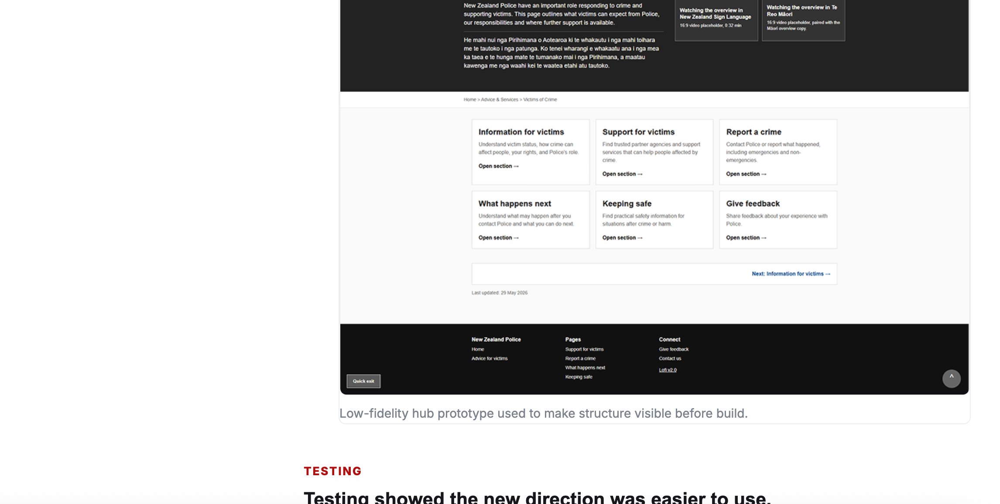 New Zealand Police have an important role responding to crime and
supporting victims. This page outlines what victims can expect from Police,
our responsibilities and where further support is available.
He mahi nui nga Pirihimana o Aotearoa ki te whakautu i nga mahi toihara
me te tautoko i nga patunga. Ko tenei wharangi e whakaatu ana i nga mea
ka taea e te hunga mate te tumanako mai i nga Pirihimana, a maatau
kawenga me nga waahi kei te waatea etahi atu tautoko.
Watching the overview in
New Zealand Sign Language
16:9 video placeholder, 0:32 min
Watching the overview in Te
Reo Māori
16:9 video placeholder, paired with the
Māori overview copy.
Home > Advice & Services > Victims of Crime
Information for victims
Understand victim status, how crime can
affect people, your rights, and Police's role.
Open section →
Support for victims
Find trusted partner agencies and support
services that can help people affected by
crime.
Open section →
Report a crime
Contact Police or report what happened,
including emergencies and non-
emergencies.
Open section →
What happens next
Understand what may happen after you
contact Police and what you can do next.
Open section →
Keeping safe
Find practical safety information for
situations after crime or harm.
Open section →
Give feedback
Share feedback about your experience with
Police.
Open section →
Next: Information for victims →
Last updated: 29 May 2026
New Zealand Police
Home
Advice for victims
Pages
Support for victims
Report a crime
What happens next
Keeping safe
Connect
Give feedback
Contact us
Lofi v2.0
Quick exit
^
Low-fidelity hub prototype used to make structure visible before build.
TESTING
Testing showed the new direction was easier to use.